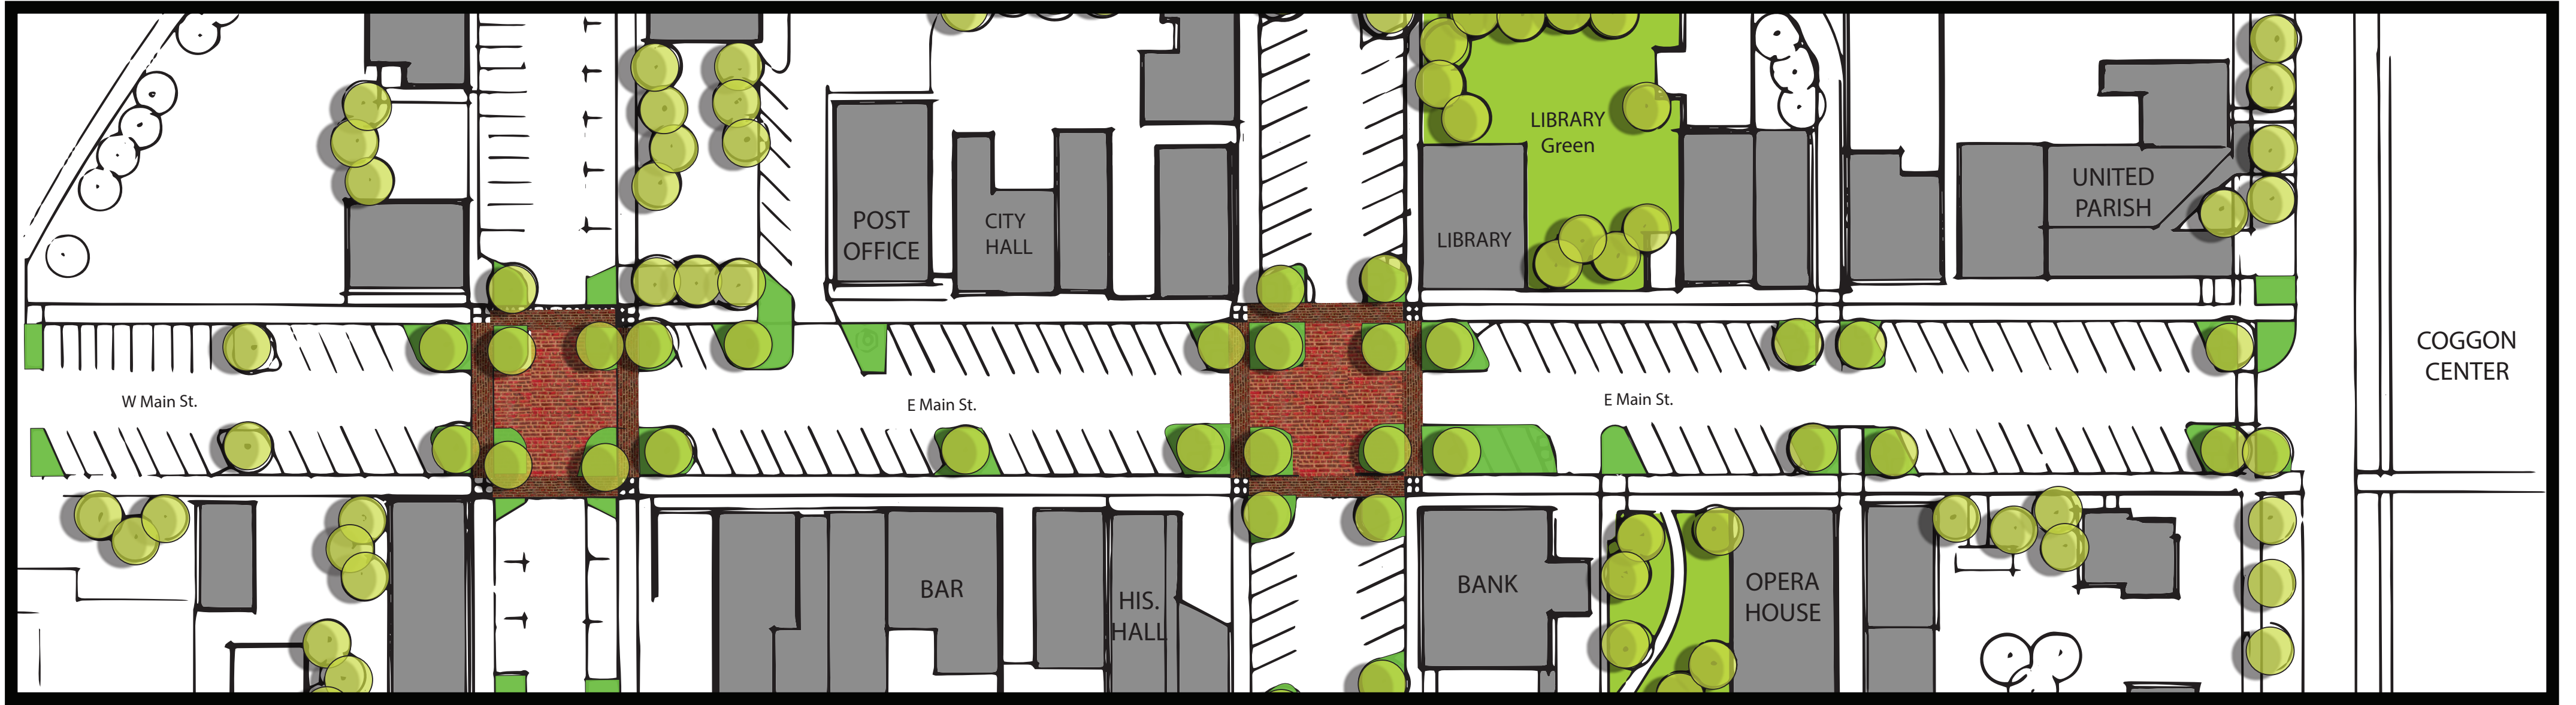 LIBRARY
Green
POST
OFFICE
CITY
HALL
LIBRARY
UNITED
PARISH
COGGON
CENTER
W Main St.
E Main St.
E Main St.
BAR
HIS.
HALL
BANK
OPERA
HOUSE